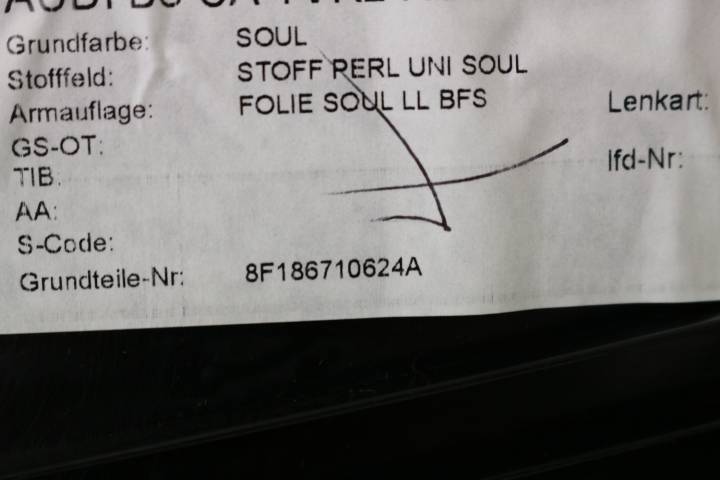 Grundfarbe: SOUL
Stofffeld: STOFF PERL UNI SOUL
Armauflage: FOLIE SOUL LL BFS Lenkart:
GS-OT:
TIB: lfd-Nr:
AA:
S-Code:
Grundteile-Nr: 8F186710624A